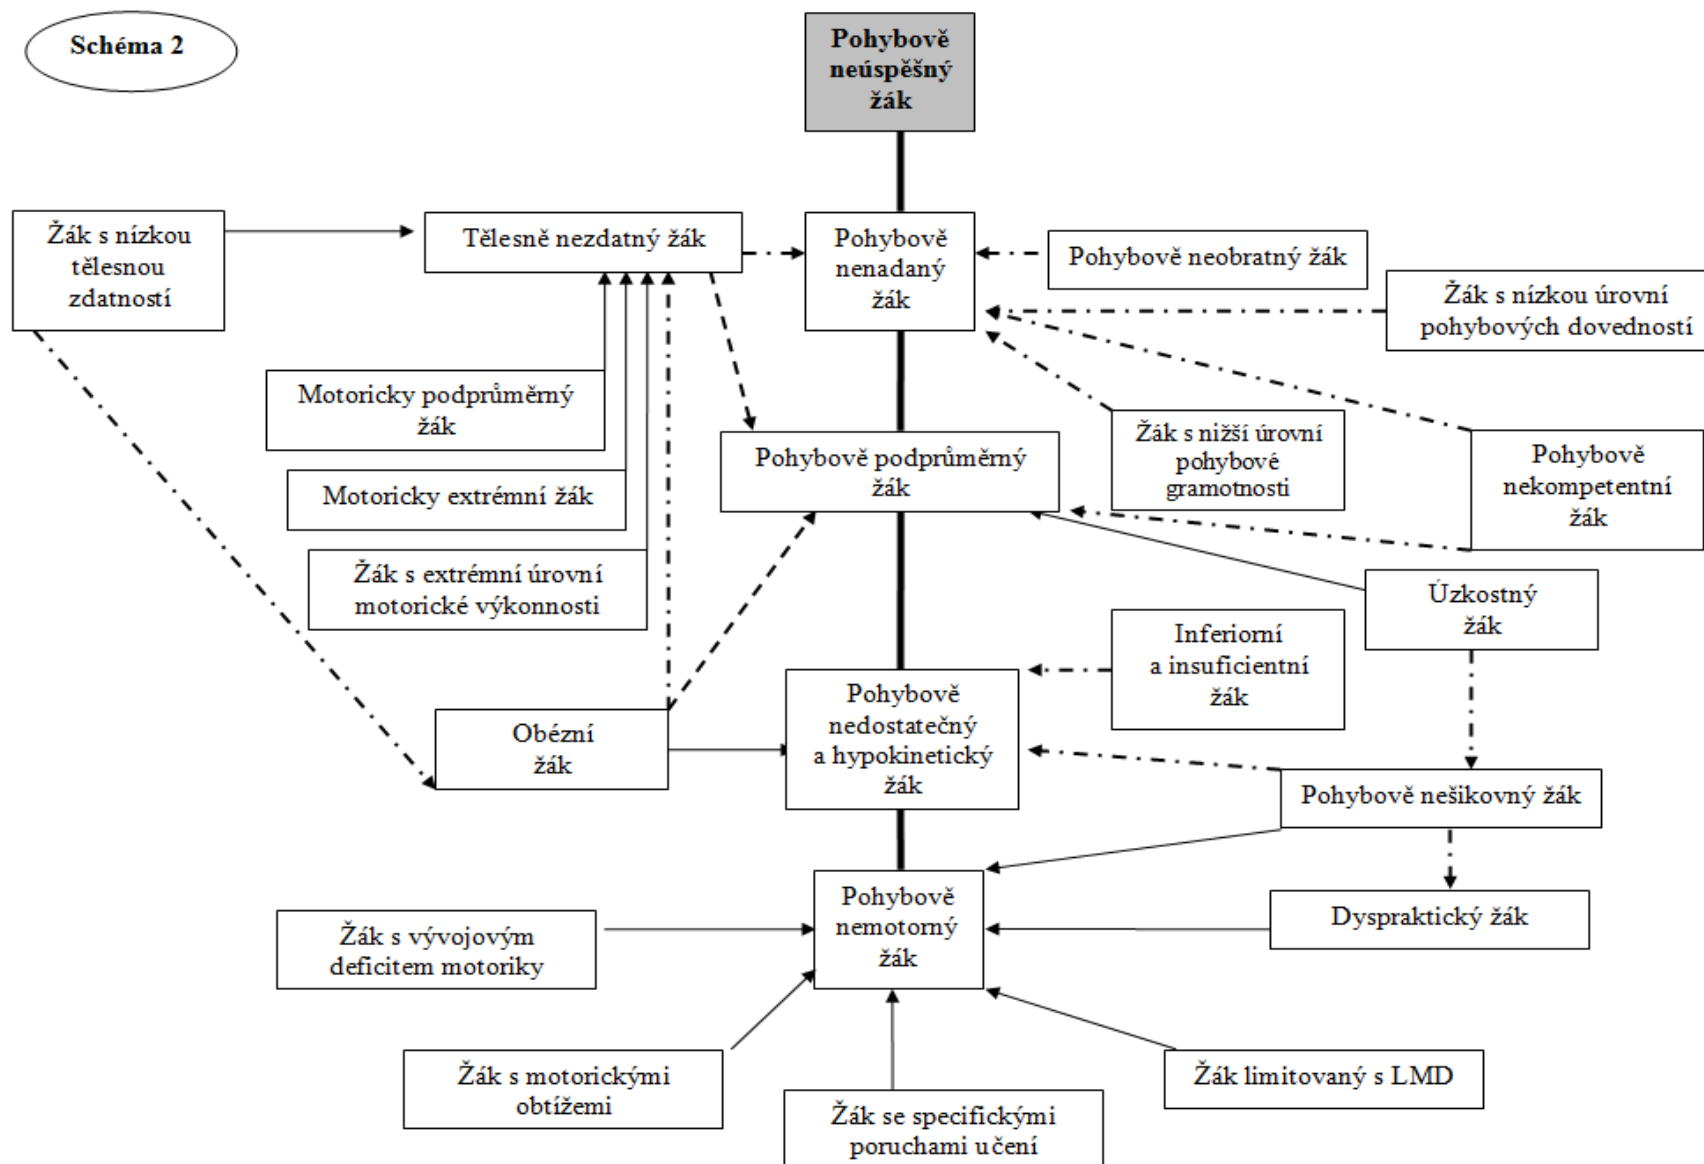 Schéma 2
Pohybově
neúspěšný
žák
Žák s nízkou
tělesnou
zdatností
Tělesně nezdatný žák
Pohybově
nenadaný
žák
Pohybově neobratný žák
Žák s nízkou úrovní
pohybových dovedností
Motoricky podprůměrný
žák
Motoricky extrémní žák
Žák s extrémní úrovní
motorické výkonnosti
Pohybově podprůměrný
žák
Žák s nižší úrovní
pohybové
gramotnosti
Pohybově
nekompetentní
žák
Úzkostný
žák
Inferiorní
a insuficientní
žák
Obézní
žák
Pohybově
nedostatečný
a hypokinetický
žák
Pohybově nešikovný žák
Pohybově
nemotorný
žák
Dyspraktický žák
Žák s vývojovým
deficitem motoriky
Žák s motorickými
obtížemi
Žák se specifickými
poruchami učení
Žák limitovaný s LMD